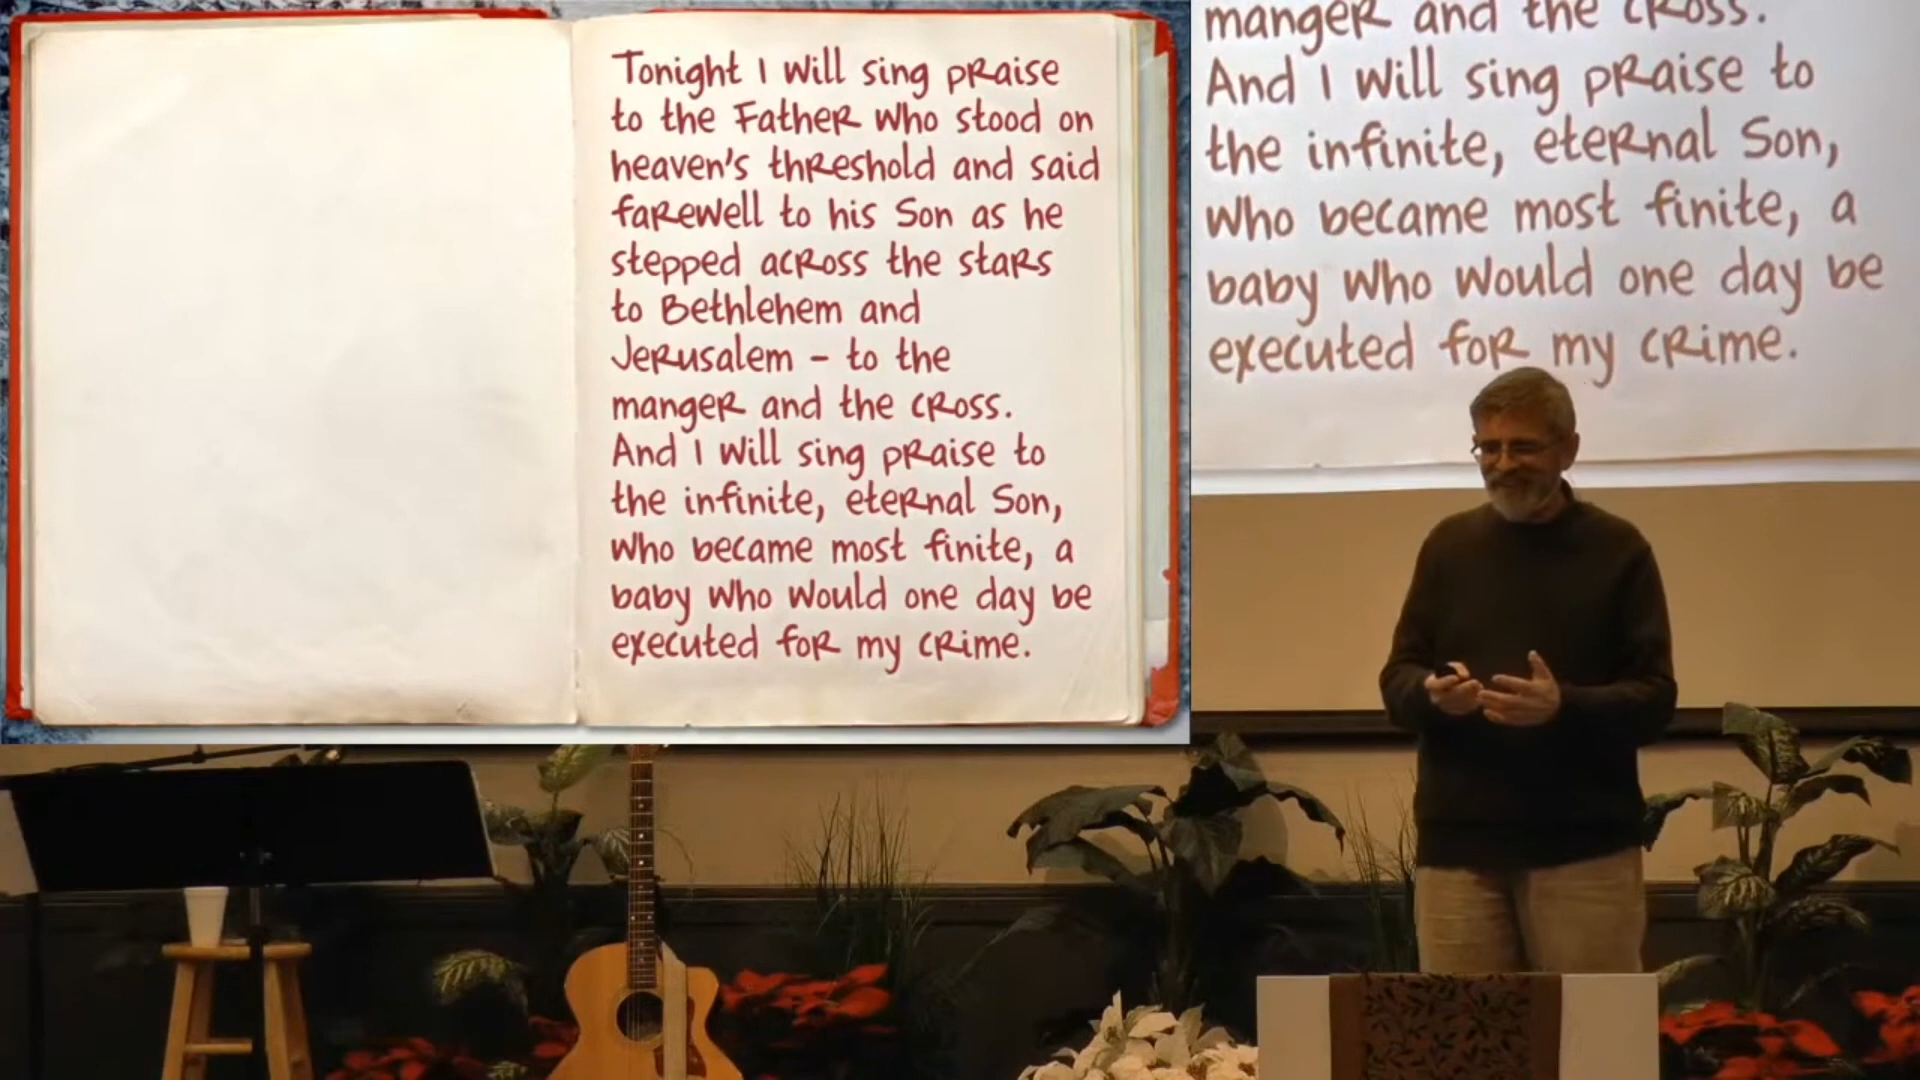 Tonight I will sing praise
to the Father who stood on
heaven's threshold and said
farewell to his Son as he
stepped across the stars
to Bethlehem and
Jerusalem - to the
manger and the cross.
And I will sing praise to
the infinite, eternal Son,
who became most finite, a
baby who would one day be
executed for my crime.
manger and the cross.
And I will sing praise to
the infinite, eternal Son,
who became most finite, a
baby who would one day be
executed for my crime.